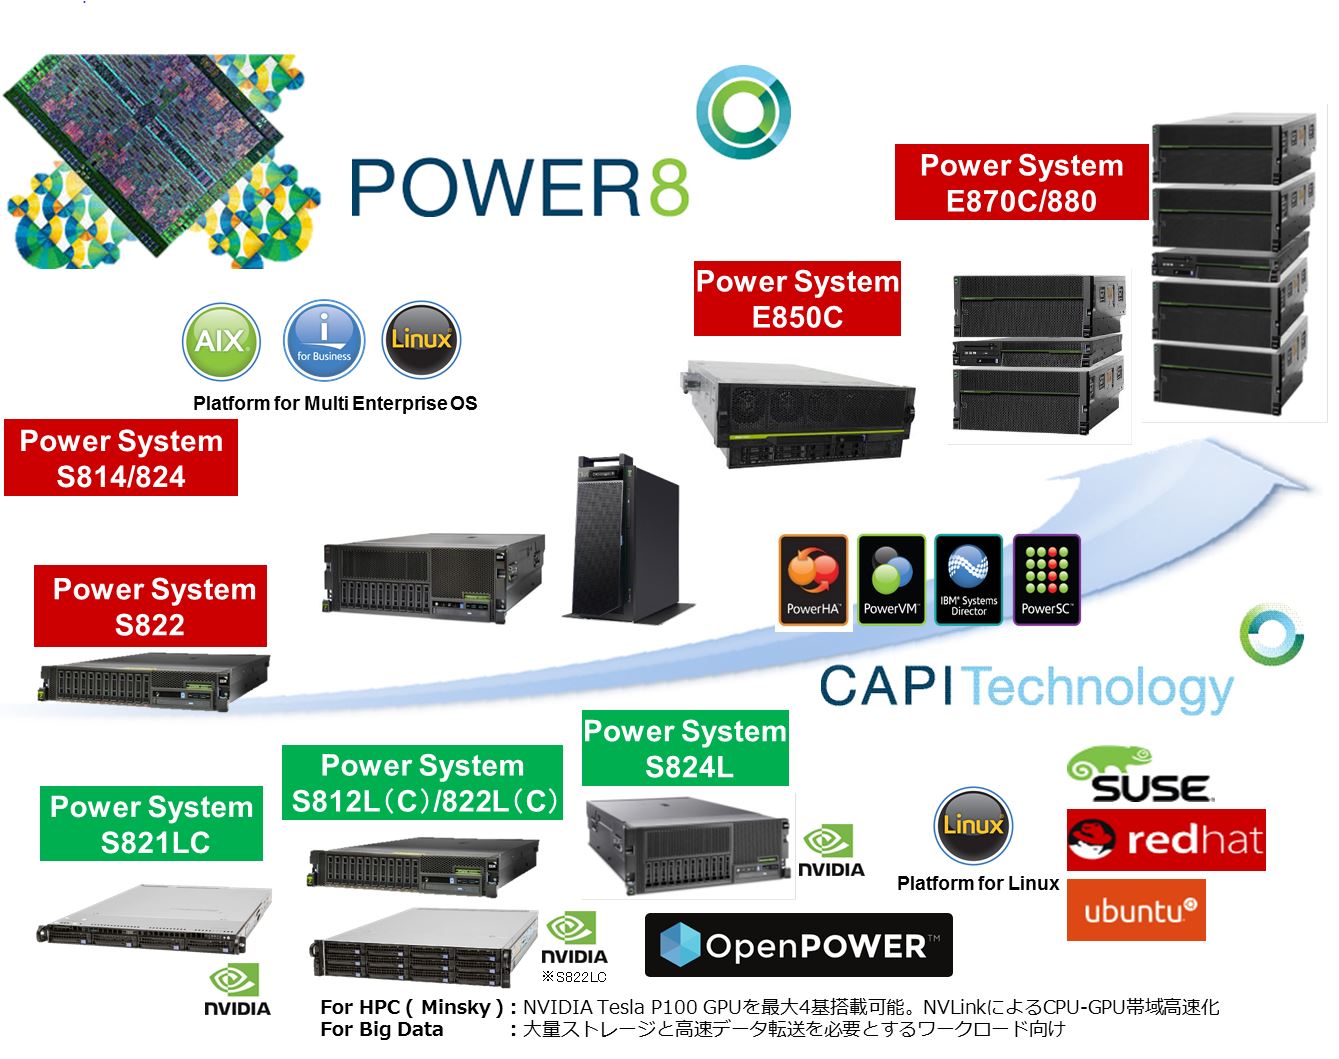 POWER8
Power System
E870C/880
Power System
E850C
AIX
i
for Business
Linux
Platform for Multi Enterprise OS
Power System
S814/824
Power System
S822
PowerHA™
PowerVM™
IBM® Systems
Director
PowerSC™
CAPI Technology
Power System
S824L
Power System
S812L（C）/822L（C）
Power System
S821LC
NVIDIA
NVIDIA
※S822LC
NVIDIA
Linux
Platform for Linux
SUSE
redhat
ubuntu
OpenPOWER™
For HPC ( Minsky ) : NVIDIA Tesla P100 GPUを最大4基搭載可能。NVLinkによるCPU-GPU帯域高速化
For Big Data : 大量ストレージと高速データ転送を必要とするワークロード向け